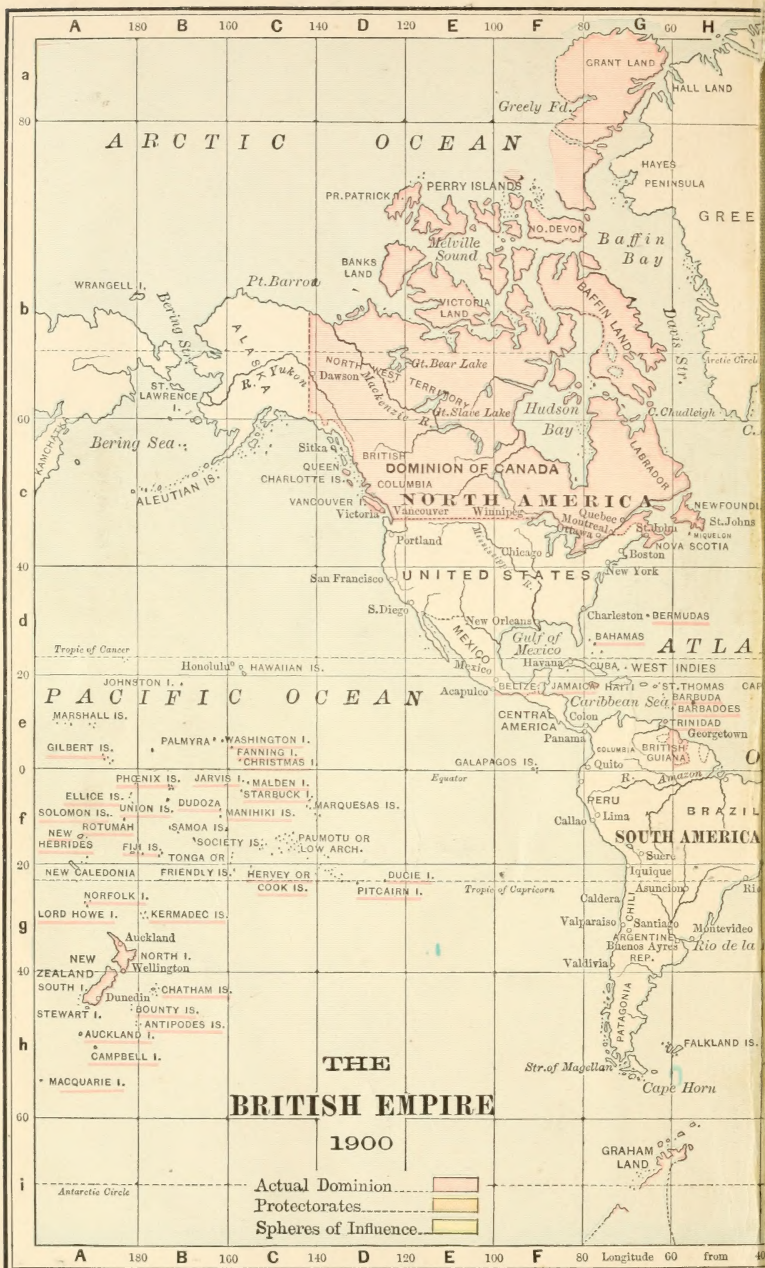 A 180 B 160 C 140 D 120 E 100 F 80 G 60 H
a
GRANT LAND
HALL LAND
Greely Fd.
80
ARCTIC OCEAN
HAYES
PENINSULA
PERRY ISLANDS
PR. PATRICK
GREE
NO. DEVON
Baffin
Bay
Melville
Sound
BANKS
LAND
WRANGELL I.
Pt. Barrow
BAFFIN LAND
b
Bering St.
VICTORIA
LAND
Davis Str.
ALASKA
Arctic Circle
NORTH WEST
TERRITORY
Gt. Bear Lake
R. Yukon
Dawson
Mackenzie R.
ST.
LAWRENCE
I.
Gt. Slave Lake
Hudson
Bay
C. Chudleigh
60
C.
KAMCHATKA
Bering Sea
Sitka
BRITISH
COLUMBIA
LABRADOR
QUEEN
CHARLOTTE IS.
DOMINION OF CANADA
ALEUTIAN IS.
c
NORTH AMERICA
VANCOUVER I.
NEWFOUNDL
Victoria
Vancouver
Winnipeg
Quebec
Montreal
Ottawa
St. John
St. Johns
MIQUELON
NOVA SCOTIA
Portland
Mississippi R.
Chicago
Boston
40
New York
San Francisco
UNITED STATES
d
S. Diego
New Orleans
Charleston
BERMUDAS
Gulf of
Mexico
BAHAMAS
ATLA
Tropic of Cancer
MEXICO
Mexico
Honolulu
HAWAIIAN IS.
Havana
CUBA
WEST INDIES
20
JOHNSTON I.
Acapulco
BELIZE
JAMAICA
HAITI
ST. THOMAS
CAP
PACIFIC OCEAN
Caribbean Sea
BARBUDA
BARBADOES
e
MARSHALL IS.
CENTRAL
AMERICA
Colon
TRINIDAD
Georgetown
Panama
GILBERT IS.
PALMYRA
WASHINGTON I.
FANNING I.
CHRISTMAS I.
COLUMBIA
BRITISH
GUIANA
O
0
GALAPAGOS IS.
Quito
Equator
R. Amazon
PHŒNIX IS.
JARVIS I.
MALDEN I.
STARBUCK I.
ELLICE IS.
UNION IS.
DUDOZA
MANIHIKI IS.
MARQUESAS IS.
PERU
Lima
Callao
BRAZIL
f
SOLOMON IS.
ROTUMAH
SAMOA IS.
NEW
HEBRIDES
SOCIETY IS.
PAUMOTU OR
LOW ARCH.
SOUTH AMERICA
FIJI IS.
Sucre
20
TONGA OR
FRIENDLY IS.
NEW CALEDONIA
HERVEY OR
COOK IS.
DUCIE I.
PITCAIRN I.
Iquique
Tropic of Capricorn
Asuncion
Ri
NORFOLK I.
Caldera
LORD HOWE I.
KERMADEC IS.
CHILI
g
Auckland
Valparaiso
Santiago
Montevideo
ARGENTINE
REP.
Buenos Ayres
Rio de la
NEW
ZEALAND
NORTH I.
Wellington
Valdivia
40
SOUTH I.
Dunedin
CHATHAM IS.
STEWART I.
BOUNTY IS.
PATAGONIA
ANTIPODES IS.
AUCKLAND I.
h
CAMPBELL I.
FALKLAND IS.
MACQUARIE I.
Str. of Magellan
Cape Horn
THE
BRITISH EMPIRE
1900
60
GRAHAM
LAND
i
Antarctic Circle
Actual Dominion
Protectorates
Spheres of Influence
A 180 B 160 C 140 D 120 E 100 F 80 Longitude 60 from 40